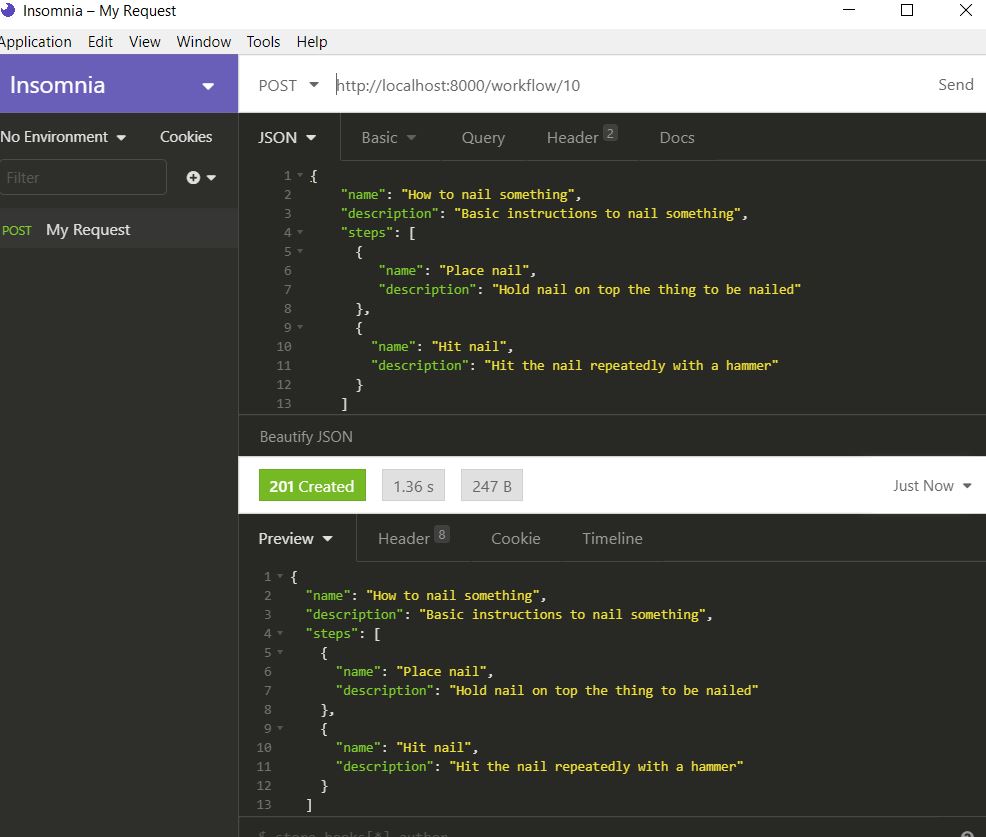 Insomnia – My Request
Application Edit View Window Tools Help
Insomnia
POST http://localhost:8000/workflow/10 Send
No Environment Cookies
JSON Basic Query Header 2 Docs
Filter
POST My Request
1 {
2 "name": "How to nail something",
3 "description": "Basic instructions to nail something",
4 "steps": [
5 {
6 "name": "Place nail",
7 "description": "Hold nail on top the thing to be nailed"
8 },
9 {
10 "name": "Hit nail",
11 "description": "Hit the nail repeatedly with a hammer"
12 }
13 ]
Beautify JSON
201 Created 1.36 s 247 B Just Now
Preview Header 8 Cookie Timeline
1 {
2 "name": "How to nail something",
3 "description": "Basic instructions to nail something",
4 "steps": [
5 {
6 "name": "Place nail",
7 "description": "Hold nail on top the thing to be nailed"
8 },
9 {
10 "name": "Hit nail",
11 "description": "Hit the nail repeatedly with a hammer"
12 }
13 ]
$.store.books[*].author